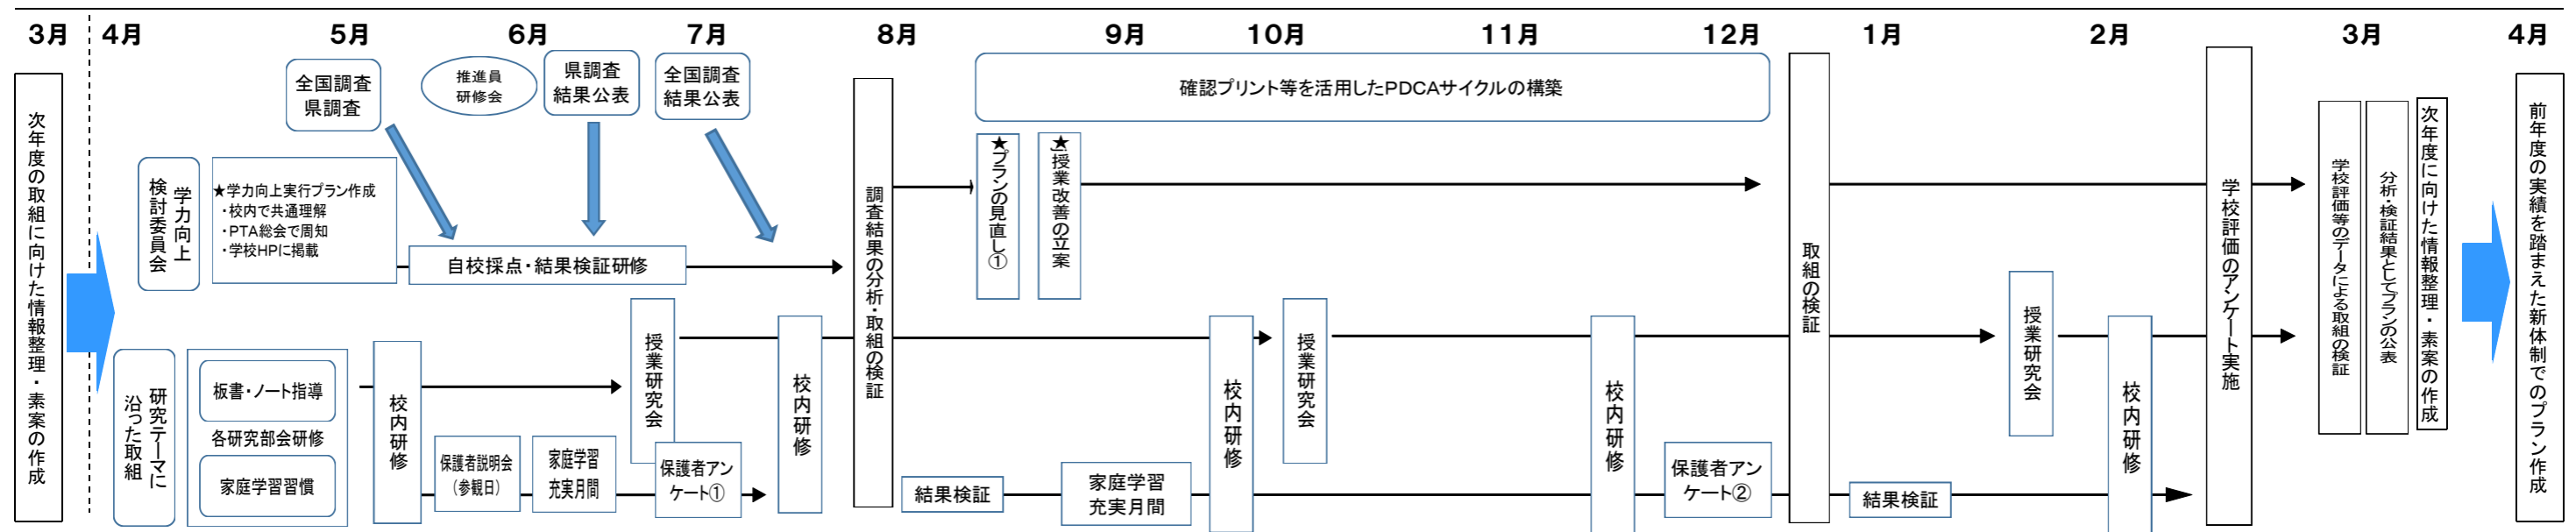 3月
4月
5月
6月
7月
8月
9月
10月
11月
12月
1月
2月
3月
4月
次年度の取組に向けた情報整理・素案の作成
学力向上
検討委員会
★学力向上実行プラン作成
・校内で共通理解
・PTA総会で周知
・学校HPに掲載
全国調査
県調査
推進員
研修会
県調査
結果公表
全国調査
結果公表
自校採点・結果検証研修
研究テーマに
沿った取組
板書・ノート指導
各研究部会研修
家庭学習習慣
校内研修
保護者説明会
(参観日)
家庭学習
充実月間
授業研究会
保護者アン
ケート①
校内研修
調査結果の分析・取組の検証
確認プリント等を活用したPDCAサイクルの構築
★プランの見直し①
★授業改善の立案
結果検証
家庭学習
充実月間
校内研修
授業研究会
校内研修
保護者アン
ケート②
取組の検証
結果検証
授業研究会
校内研修
学校評価のアンケート実施
学校評価等のデータによる取組の検証
分析・検証結果としてプランの公表
次年度に向けた情報整理・素案の作成
前年度の実績を踏まえた新体制でのプラン作成